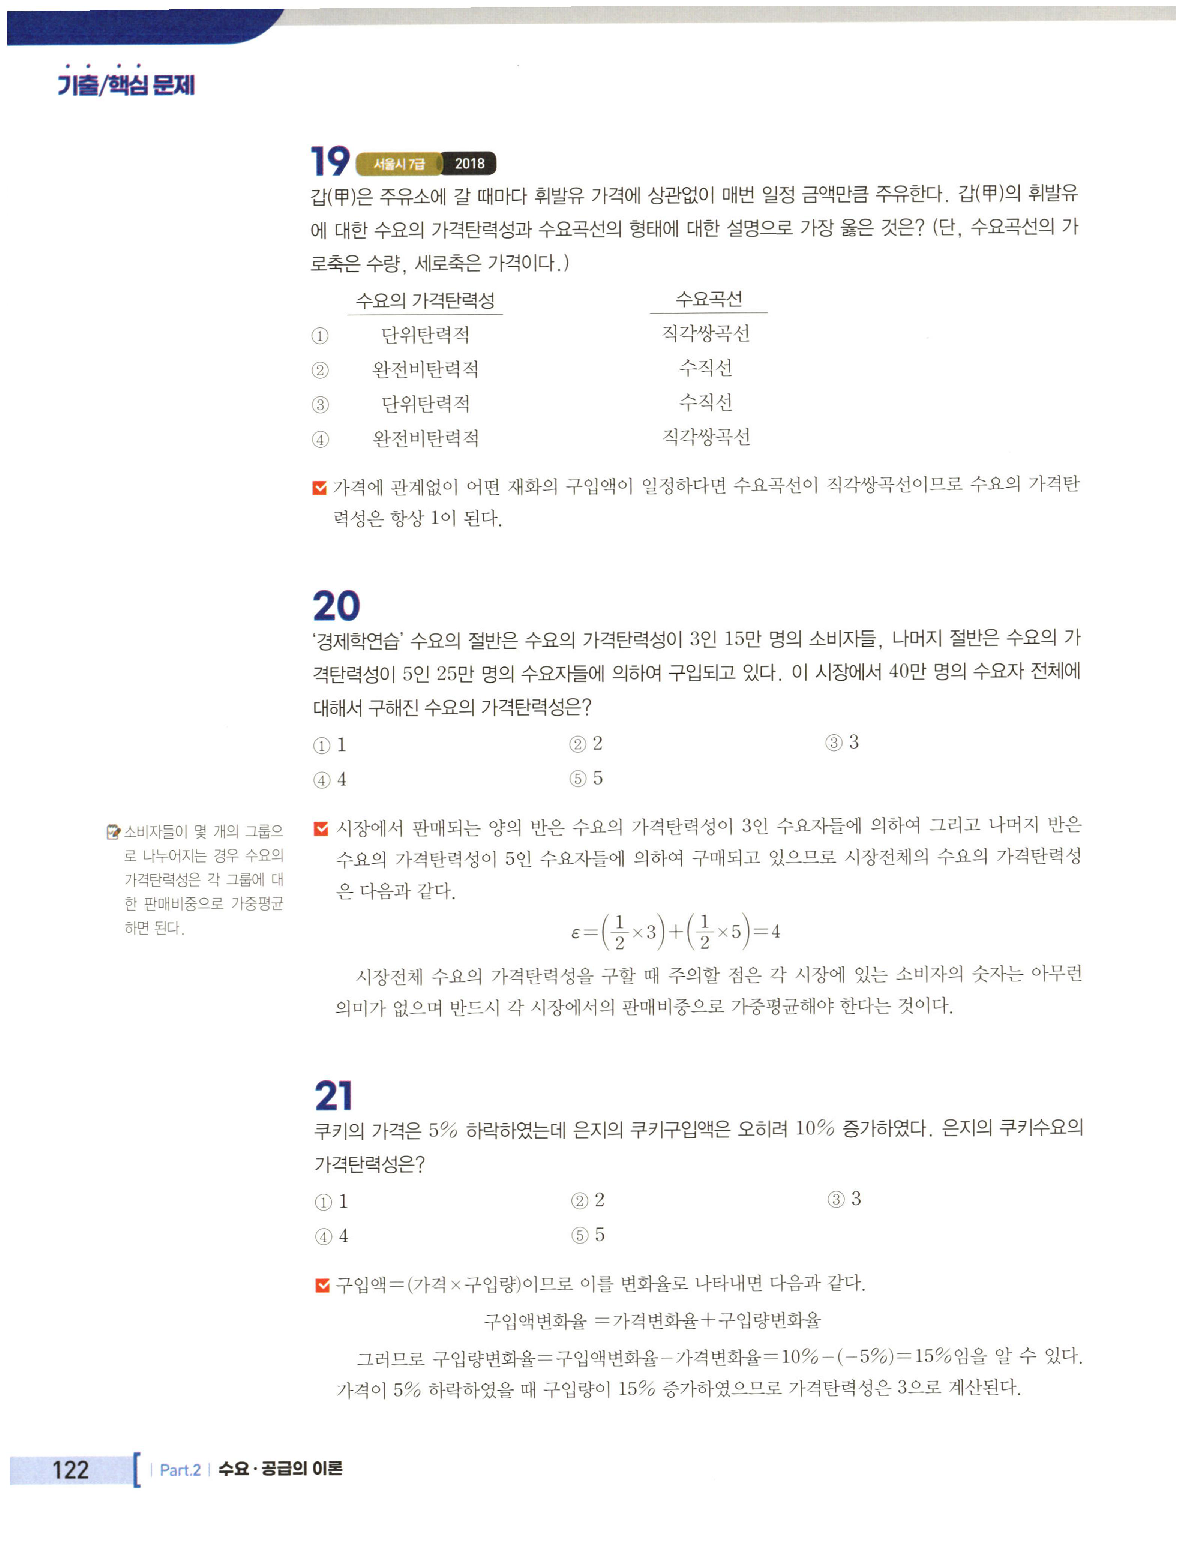 기출/핵심 문제
19 서울시 7급 2018
갑(甲)은 주유소에 갈 때마다 휘발유 가격에 상관없이 매번 일정 금액만큼 주유한다. 갑(甲)의 휘발유
에 대한 수요의 가격탄력성과 수요곡선의 형태에 대한 설명으로 가장 옳은 것은? (단, 수요곡선의 가
로축은 수량, 세로축은 가격이다.)
수요의 가격탄력성 수요곡선
① 단위탄력적 직각쌍곡선
② 완전비탄력적 수직선
③ 단위탄력적 수직선
④ 완전비탄력적 직각쌍곡선
가격에 관계없이 어떤 재화의 구입액이 일정하다면 수요곡선이 직각쌍곡선이므로 수요의 가격탄
력성은 항상 1이 된다.
20
'경제학연습' 수요의 절반은 수요의 가격탄력성이 3인 15만 명의 소비자들, 나머지 절반은 수요의 가
격탄력성이 5인 25만 명의 수요자들에 의하여 구입되고 있다. 이 시장에서 40만 명의 수요자 전체에
대해서 구해진 수요의 가격탄력성은?
① 1 ② 2 ③ 3
④ 4 ⑤ 5
소비자들이 몇 개의 그룹으
로 나누어지는 경우 수요의
가격탄력성은 각 그룹에 대
한 판매비중으로 가중평균
하면 된다.
시장에서 판매되는 양의 반은 수요의 가격탄력성이 3인 수요자들에 의하여 그리고 나머지 반은
수요의 가격탄력성이 5인 수요자들에 의하여 구매되고 있으므로 시장전체의 수요의 가격탄력성
은 다음과 같다.
ε=(1/2×3)+(1/2×5)=4
시장전체 수요의 가격탄력성을 구할 때 주의할 점은 각 시장에 있는 소비자의 숫자는 아무런
의미가 없으며 반드시 각 시장에서의 판매비중으로 가중평균해야 한다는 것이다.
21
쿠키의 가격은 5% 하락하였는데 은지의 쿠키구입액은 오히려 10% 증가하였다. 은지의 쿠키수요의
가격탄력성은?
① 1 ② 2 ③ 3
④ 4 ⑤ 5
구입액=(가격×구입량)이므로 이를 변화율로 나타내면 다음과 같다.
구입액변화율 =가격변화율+구입량변화율
그러므로 구입량변화율=구입액변화율-가격변화율=10%-(-5%)=15%임을 알 수 있다.
가격이 5% 하락하였을 때 구입량이 15% 증가하였으므로 가격탄력성은 3으로 계산된다.
122 Part.2 수요·공급의 이론